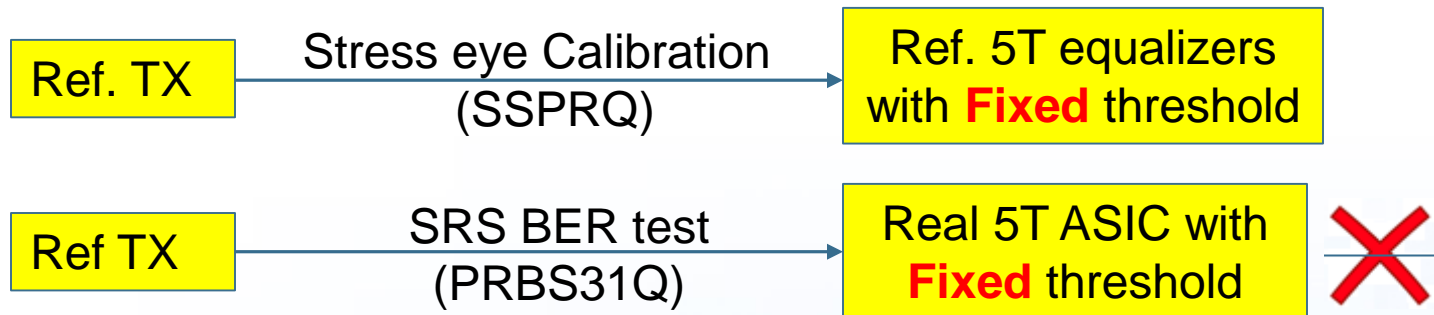 Ref. TX
Stress eye Calibration
(SSPRQ)
Ref. 5T equalizers
with Fixed threshold
Ref TX
SRS BER test
(PRBS31Q)
Real 5T ASIC with
Fixed threshold